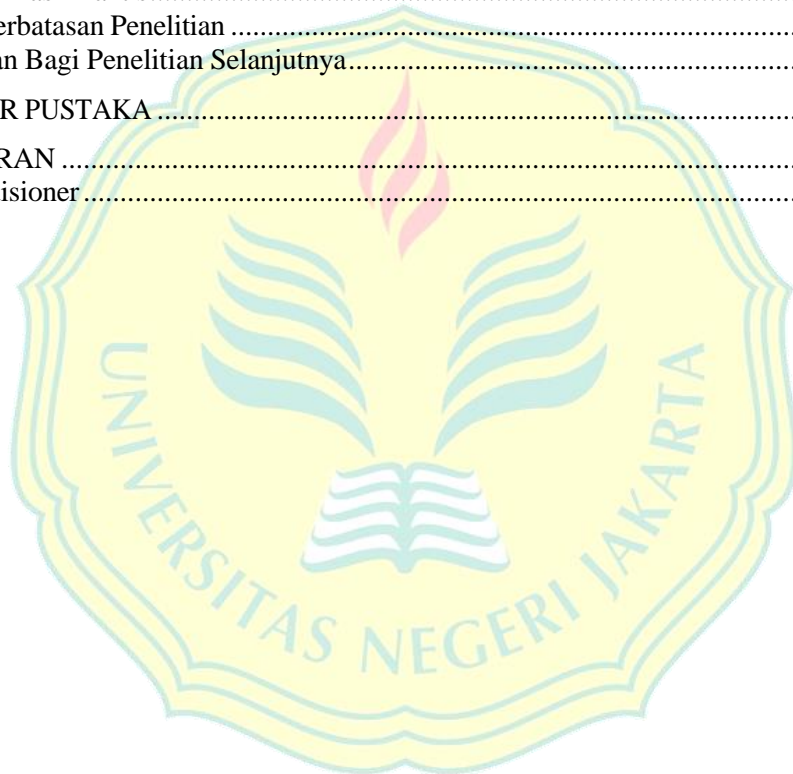 erbatasan Penelitian ........................................................................................
an Bagi Penelitian Selanjutnya......................................................................
R PUSTAKA ...................................................................................................
RAN .................................................................................................................
isioner..............................................................................................................
UNIVERSITAS NEGERI JAKARTA